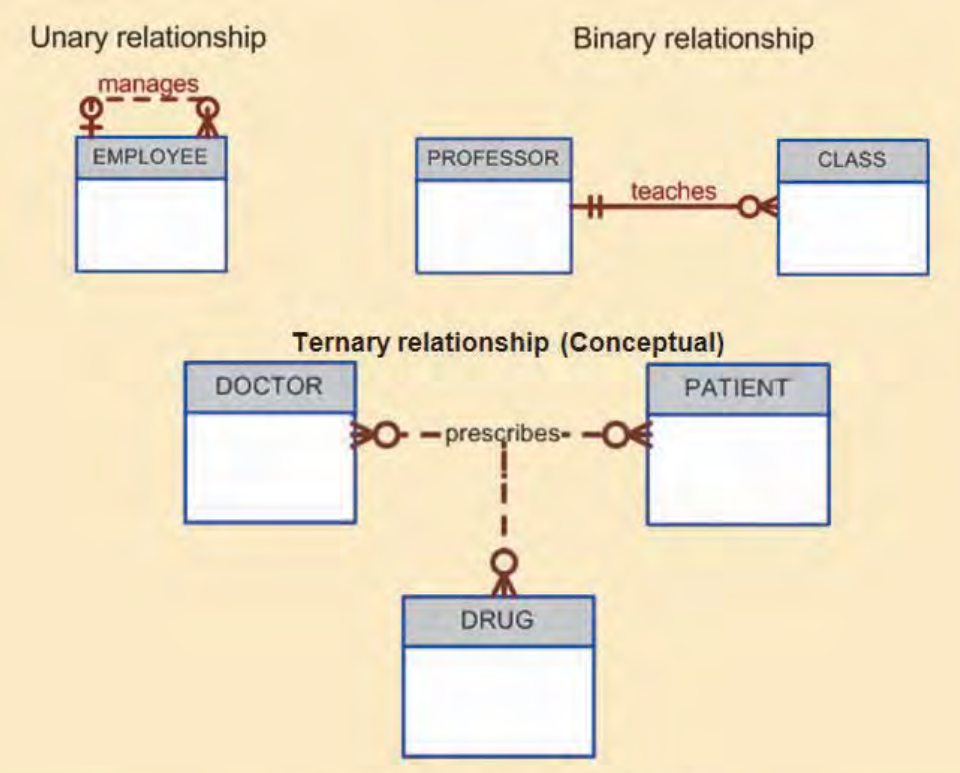 Unary relationship
Binary relationship
manages
EMPLOYEE
PROFESSOR
teaches
CLASS
Ternary relationship (Conceptual)
DOCTOR
prescribes
PATIENT
DRUG